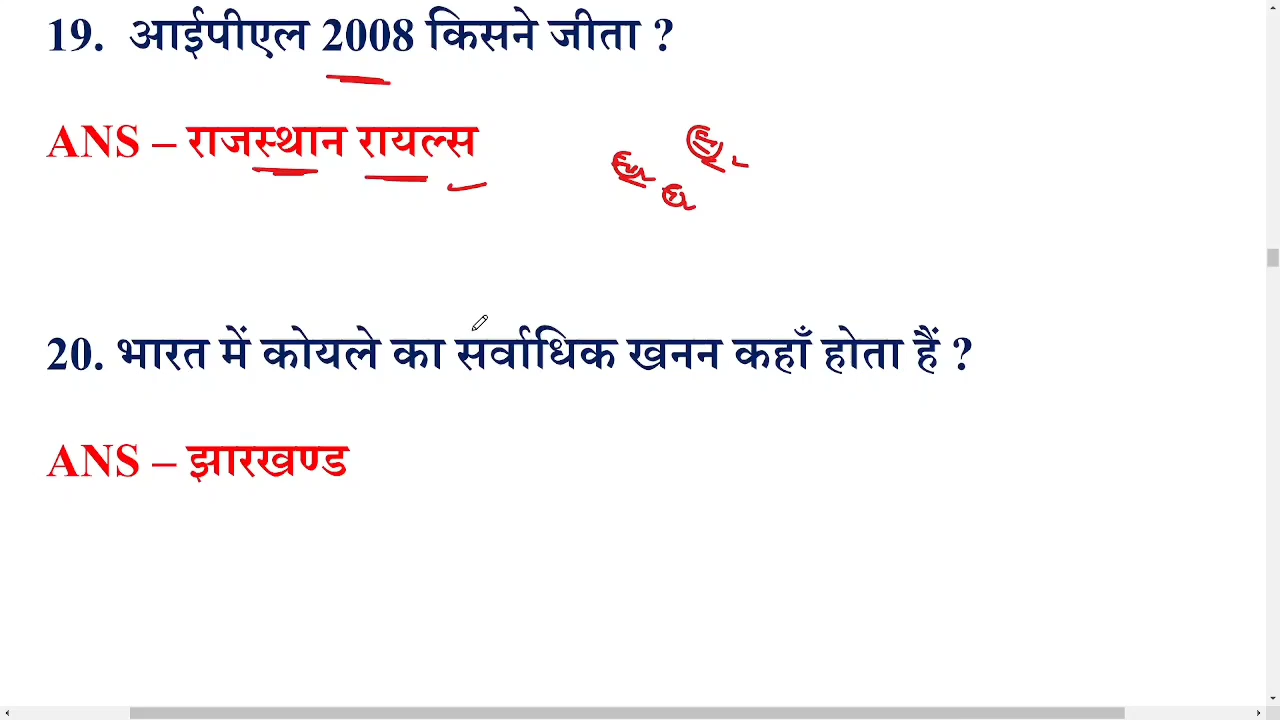 19. आईपीएल 2008 किसने जीता ?
ANS – राजस्थान रायल्स
20. भारत में कोयले का सर्वाधिक खनन कहाँ होता हैं ?
ANS – झारखण्ड